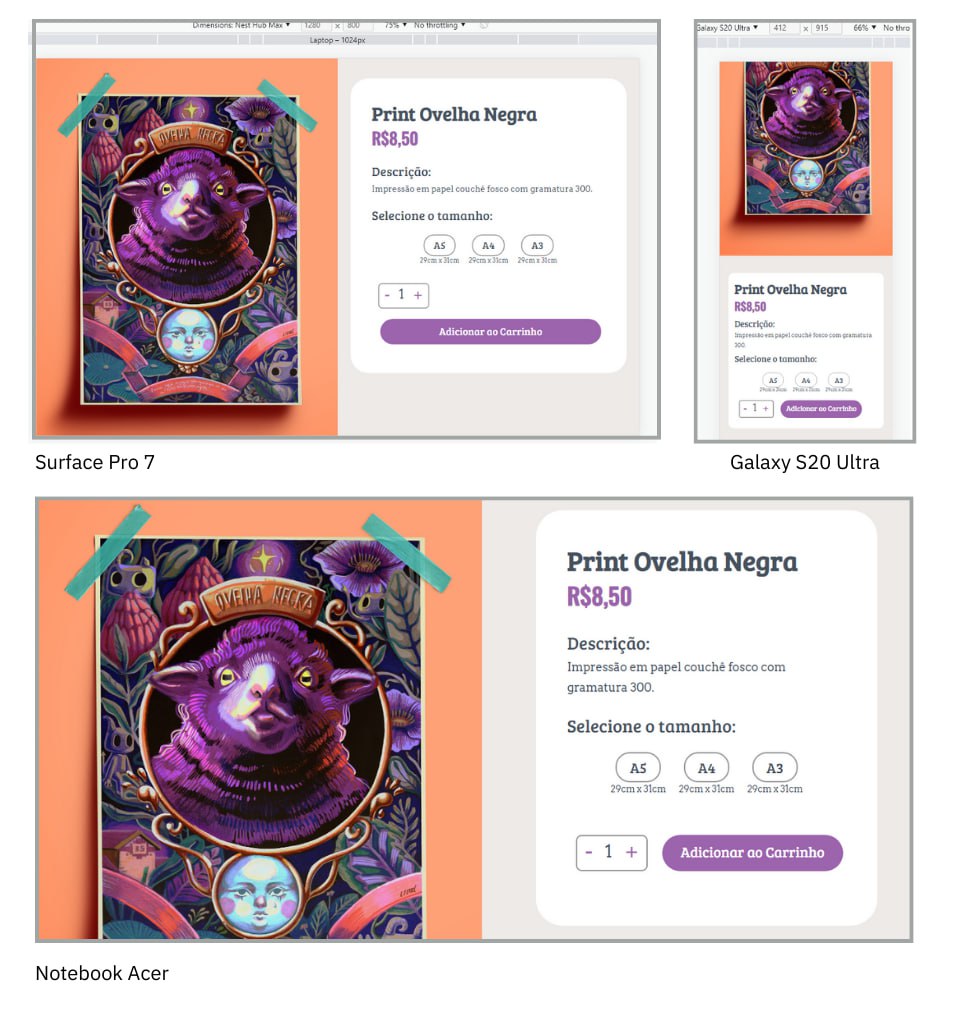 Dimensions: Nest Hub Max ▼ 1280 x 800 75% ▼ No throttling ▼
Laptop – 1024px
OVELHA NEGRA
Print Ovelha Negra
R$8,50
Descrição:
Impressão em papel couchê fosco com gramatura 300.
Selecione o tamanho:
A5 A4 A3
29cm x 31cm 29cm x 31cm 29cm x 31cm
- 1 +
Adicionar ao Carrinho
Surface Pro 7
Galaxy S20 Ultra ▼ 412 x 915 66% ▼ No thro
Print Ovelha Negra
R$8,50
Descrição:
Impressão em papel couchê fosco com gramatura
300.
Selecione o tamanho:
A5 A4 A3
29cm x 31cm 29cm x 31cm 29cm x 31cm
- 1 + Adicionar ao Carrinho
Galaxy S20 Ultra
OVELHA NEGRA
Print Ovelha Negra
R$8,50
Descrição:
Impressão em papel couchê fosco com
gramatura 300.
Selecione o tamanho:
A5 A4 A3
29cm x 31cm 29cm x 31cm 29cm x 31cm
- 1 + Adicionar ao Carrinho
Notebook Acer